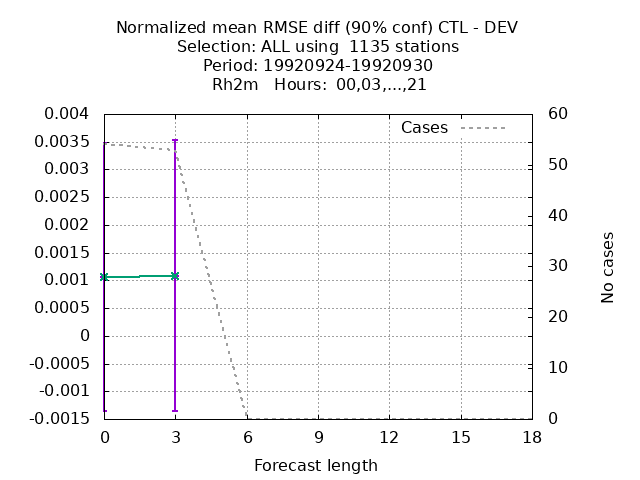 Normalized mean RMSE diff (90% conf) CTL - DEV
Selection: ALL using  1135 stations
Period: 19920924-19920930
Rh2m   Hours:  00,03,...,21
Cases
0.004
0.0035
0.003
0.0025
0.002
0.0015
0.001
0.0005
0
-0.0005
-0.001
-0.0015
60
50
40
30
20
10
0
No cases
0 3 6 9 12 15 18
Forecast length